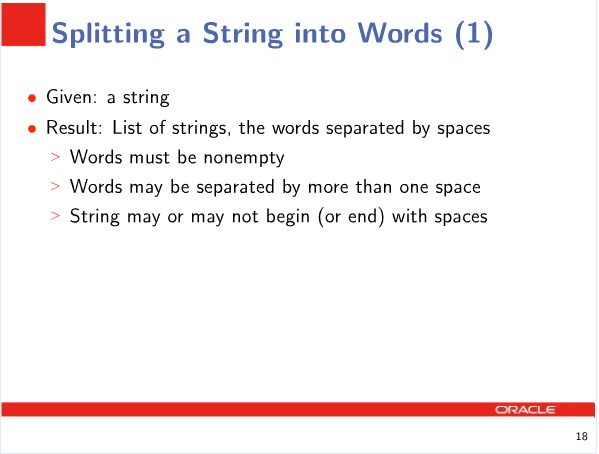 Splitting a String into Words (1)
• Given: a string
• Result: List of strings, the words separated by spaces
> Words must be nonempty
> Words may be separated by more than one space
> String may or may not begin (or end) with spaces
ORACLE
18